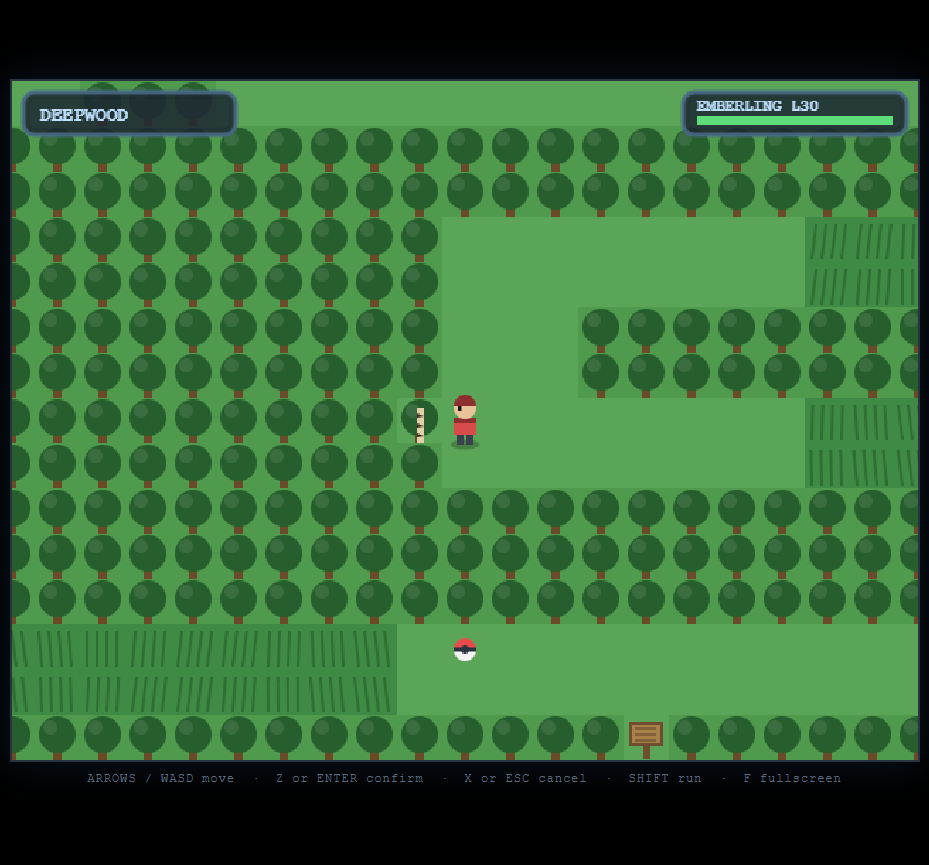 DEEPWOOD
EMBERLING L30
ARROWS / WASD move · Z or ENTER confirm · X or ESC cancel · SHIFT run · F fullscreen